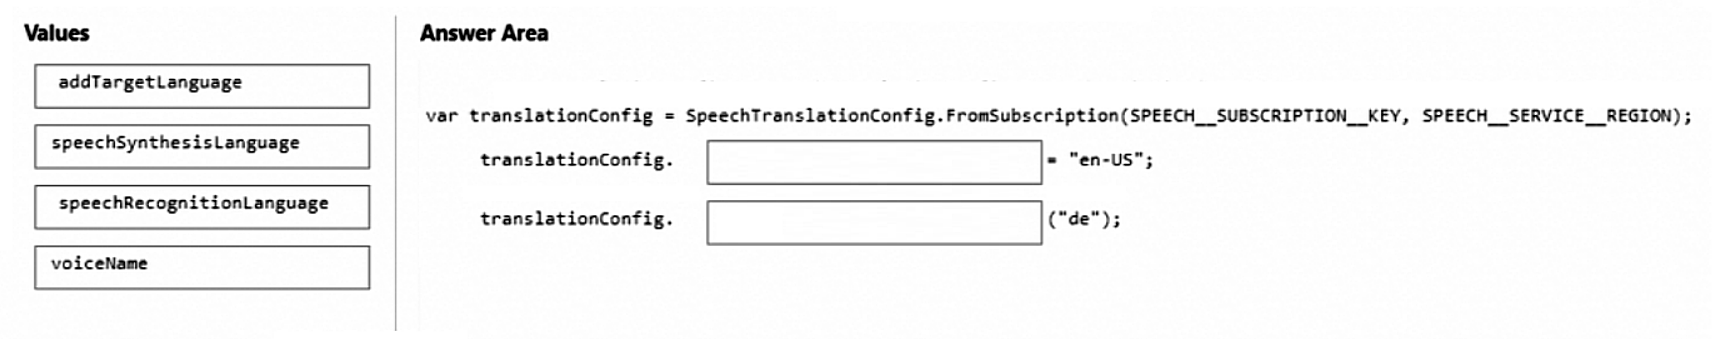 Values
addTargetLanguage
speechSynthesisLanguage
speechRecognitionLanguage
voiceName
Answer Area
var translationConfig = SpeechTranslationConfig.FromSubscription(SPEECH__SUBSCRIPTION__KEY, SPEECH__SERVICE__REGION);
translationConfig. = "en-US";
translationConfig. ("de");